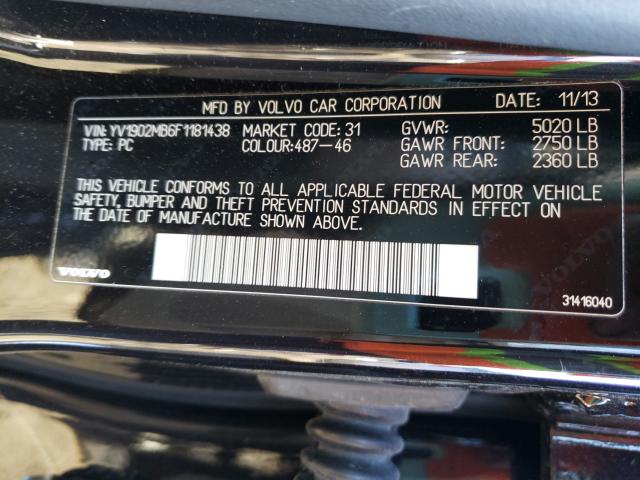 MFD BY VOLVO CAR CORPORATION DATE: 11/13
VIN: YV1902MB6F1181438 MARKET CODE: 31 GVWR: 5020 LB
TYPE: PC COLOUR:487-46 GAWR FRONT: 2750 LB
GAWR REAR: 2360 LB
THIS VEHICLE CONFORMS TO ALL APPLICABLE FEDERAL MOTOR VEHICLE
SAFETY, BUMPER AND THEFT PREVENTION STANDARDS IN EFFECT ON
THE DATE OF MANUFACTURE SHOWN ABOVE.
VOLVO
31416040